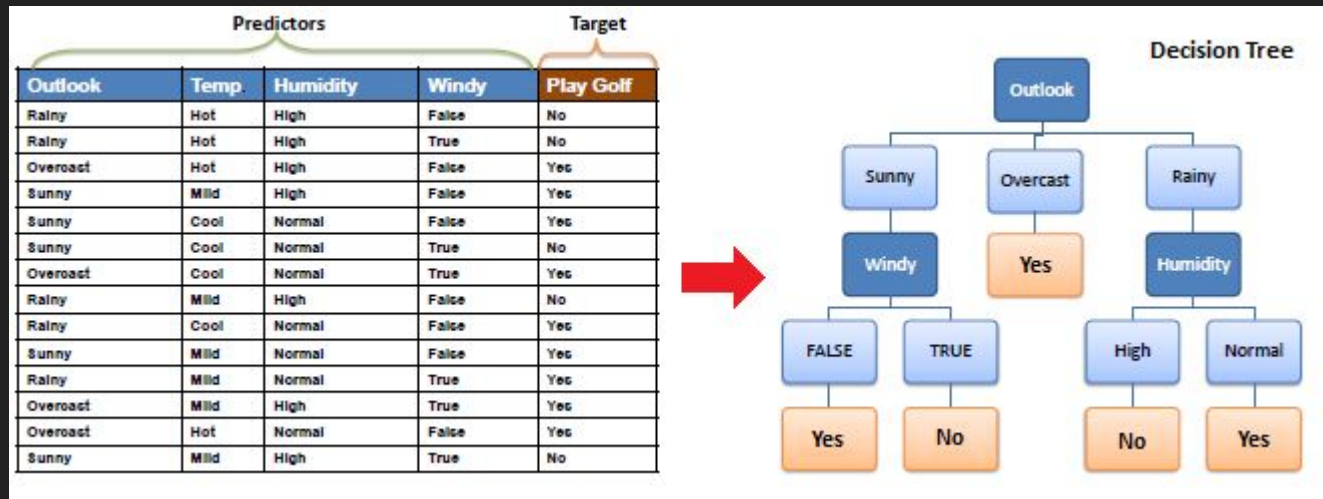 Predictors Target
Outlook Temp. Humidity Windy Play Golf
Rainy Hot High False No
Rainy Hot High True No
Overcast Hot High False Yes
Sunny Mild High False Yes
Sunny Cool Normal False Yes
Sunny Cool Normal True No
Overcast Cool Normal True Yes
Rainy Mild High False No
Rainy Cool Normal False Yes
Sunny Mild Normal False Yes
Rainy Mild Normal True Yes
Overcast Mild High True Yes
Overcast Hot Normal False Yes
Sunny Mild High True No
Decision Tree
Outlook
Sunny Overcast Rainy
Windy Yes Humidity
FALSE TRUE High Normal
Yes No No Yes